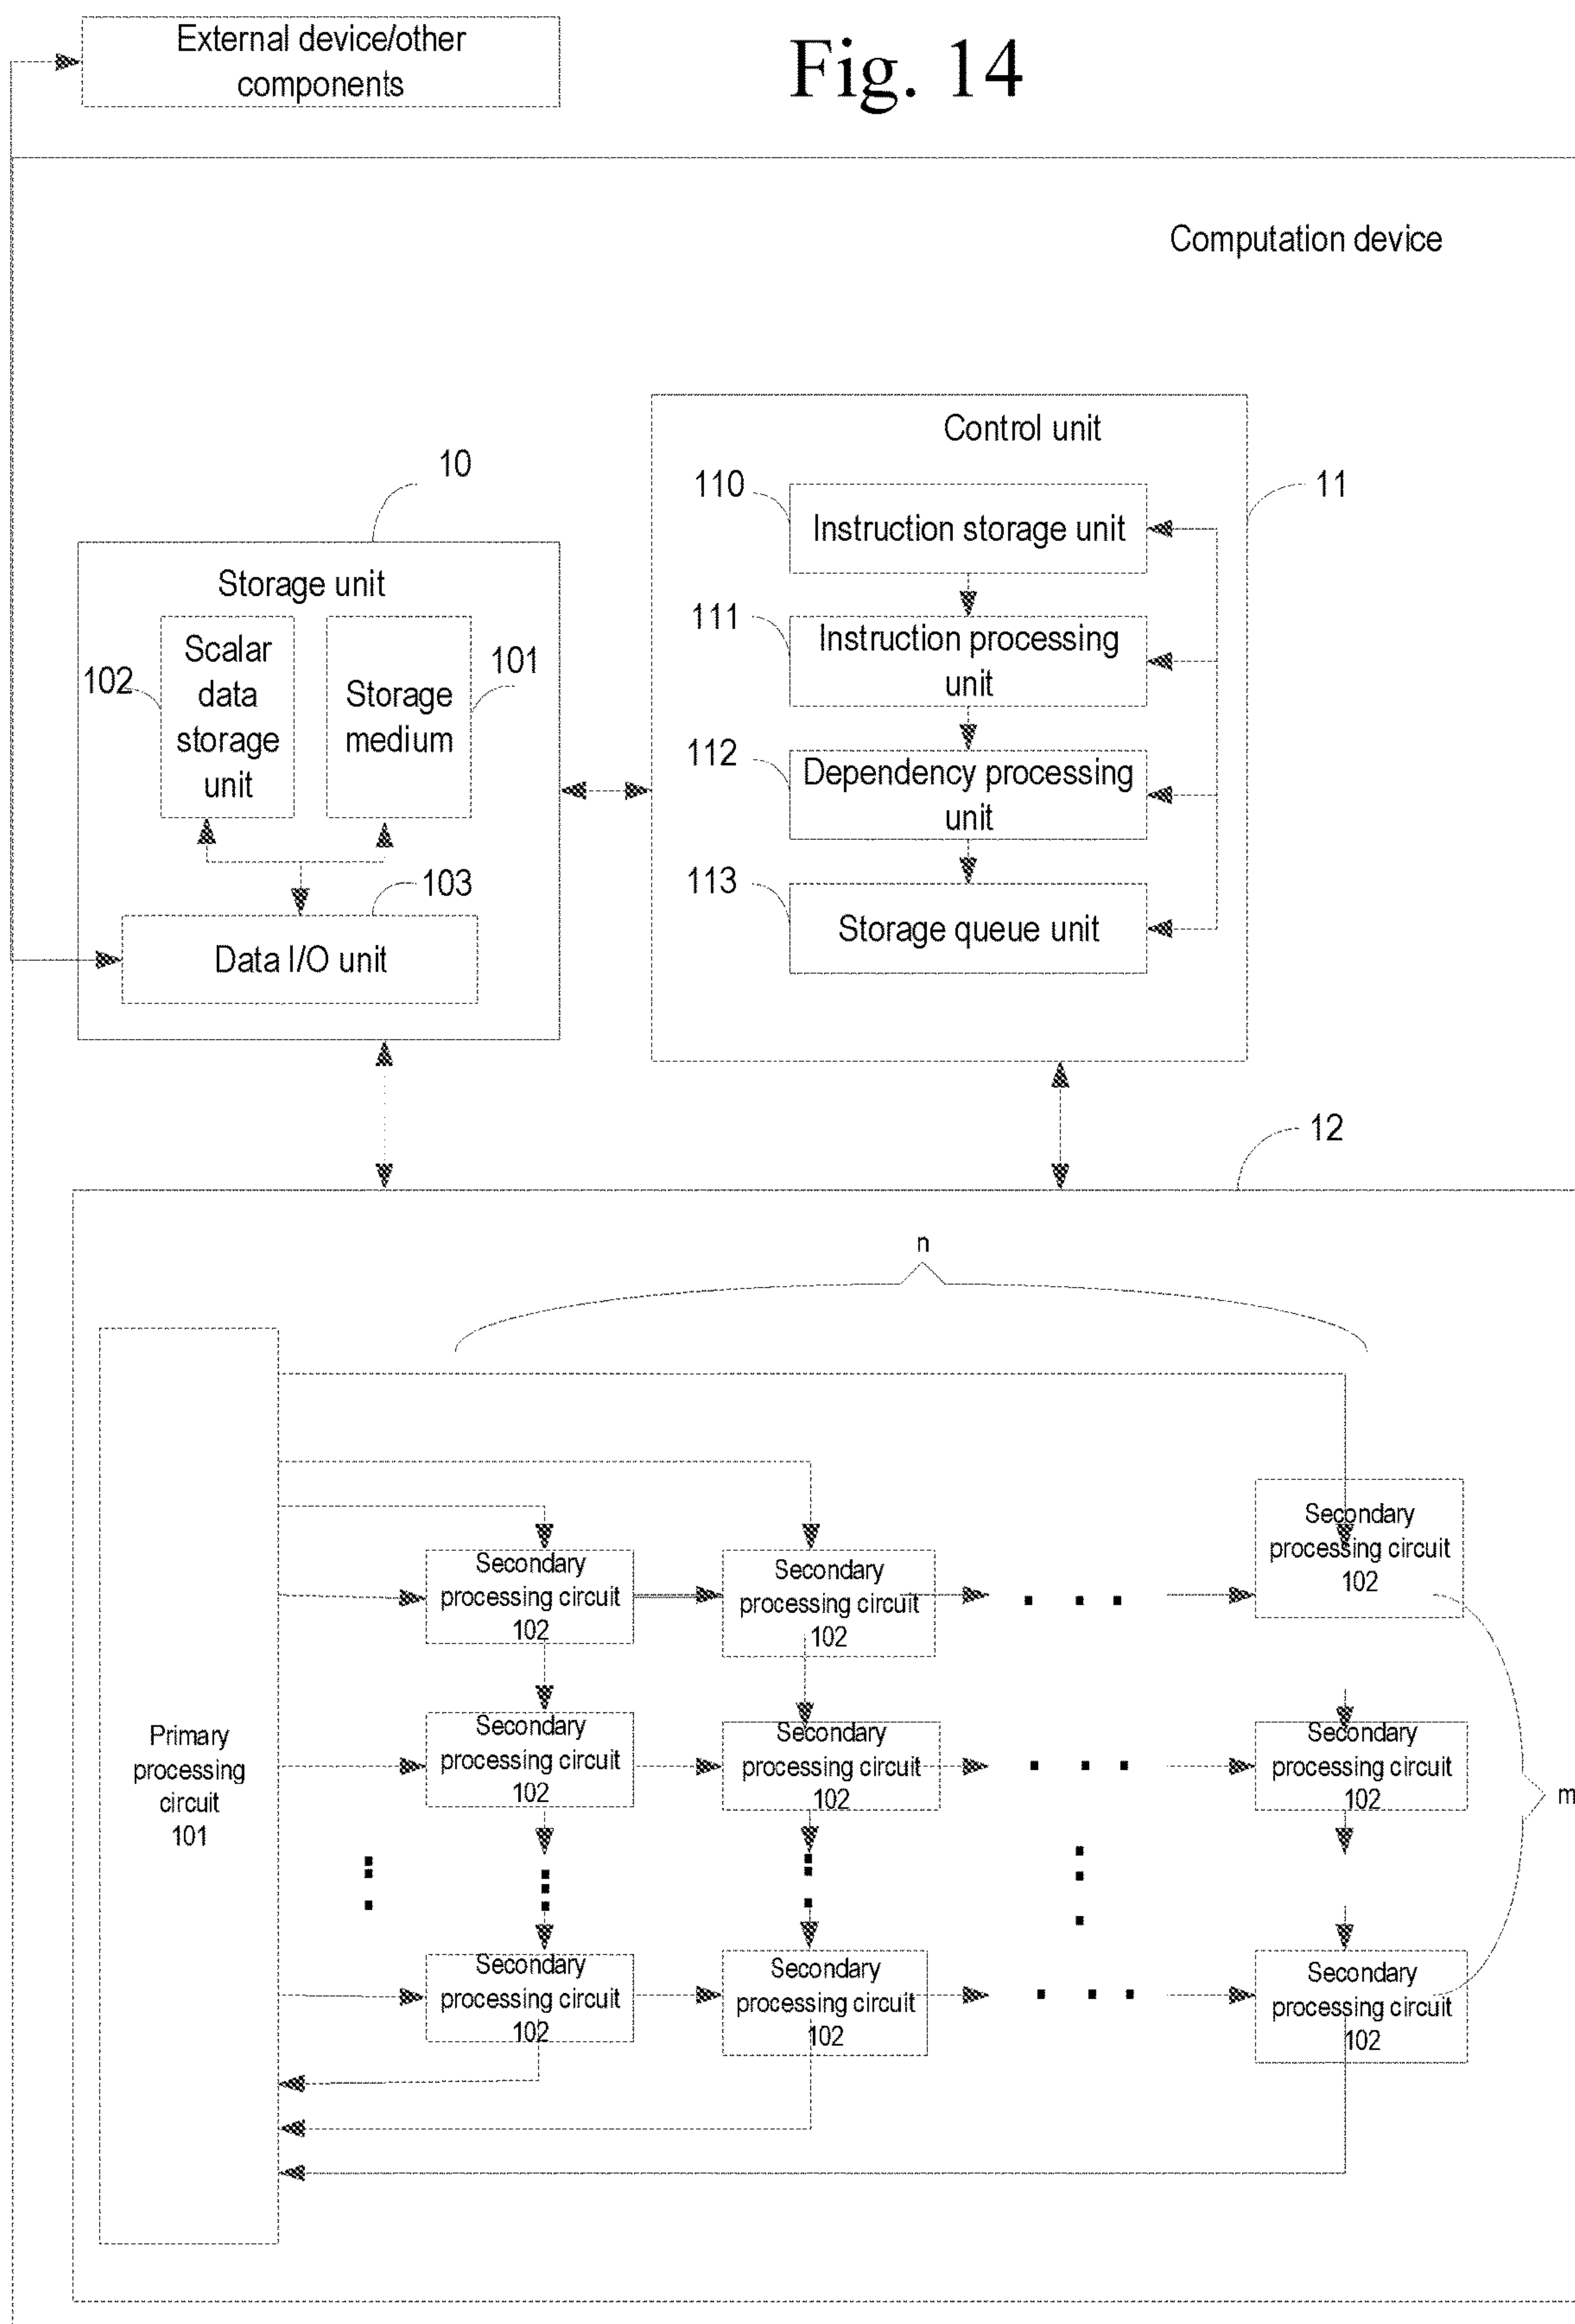 External device/other
components
Fig. 14
Computation device
Control unit
10
110
11
Instruction storage unit
Storage unit
111
Instruction processing
unit
Scalar
data
storage
unit
102
Storage
medium
101
112
Dependency processing
unit
103
113
Storage queue unit
Data I/O unit
12
n
Secondary
processing circuit
102
Secondary
processing circuit
102
Secondary
processing circuit
102
Primary
processing
circuit
101
Secondary
processing circuit
102
Secondary
processing circuit
102
Secondary
processing circuit
102
m
Secondary
processing circuit
102
Secondary
processing circuit
102
Secondary
processing circuit
102